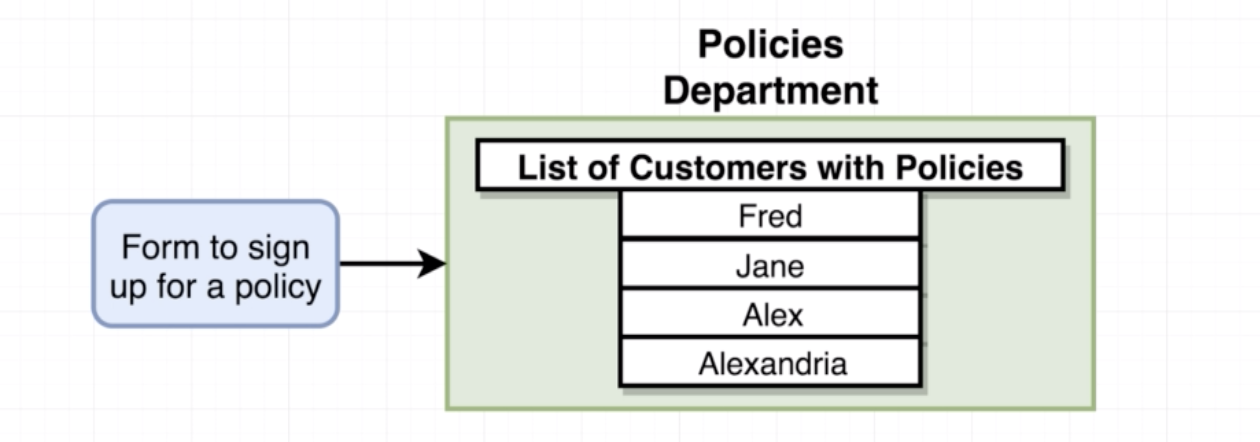 Policies
Department
List of Customers with Policies
Fred
Jane
Alex
Alexandria
Form to sign
up for a policy